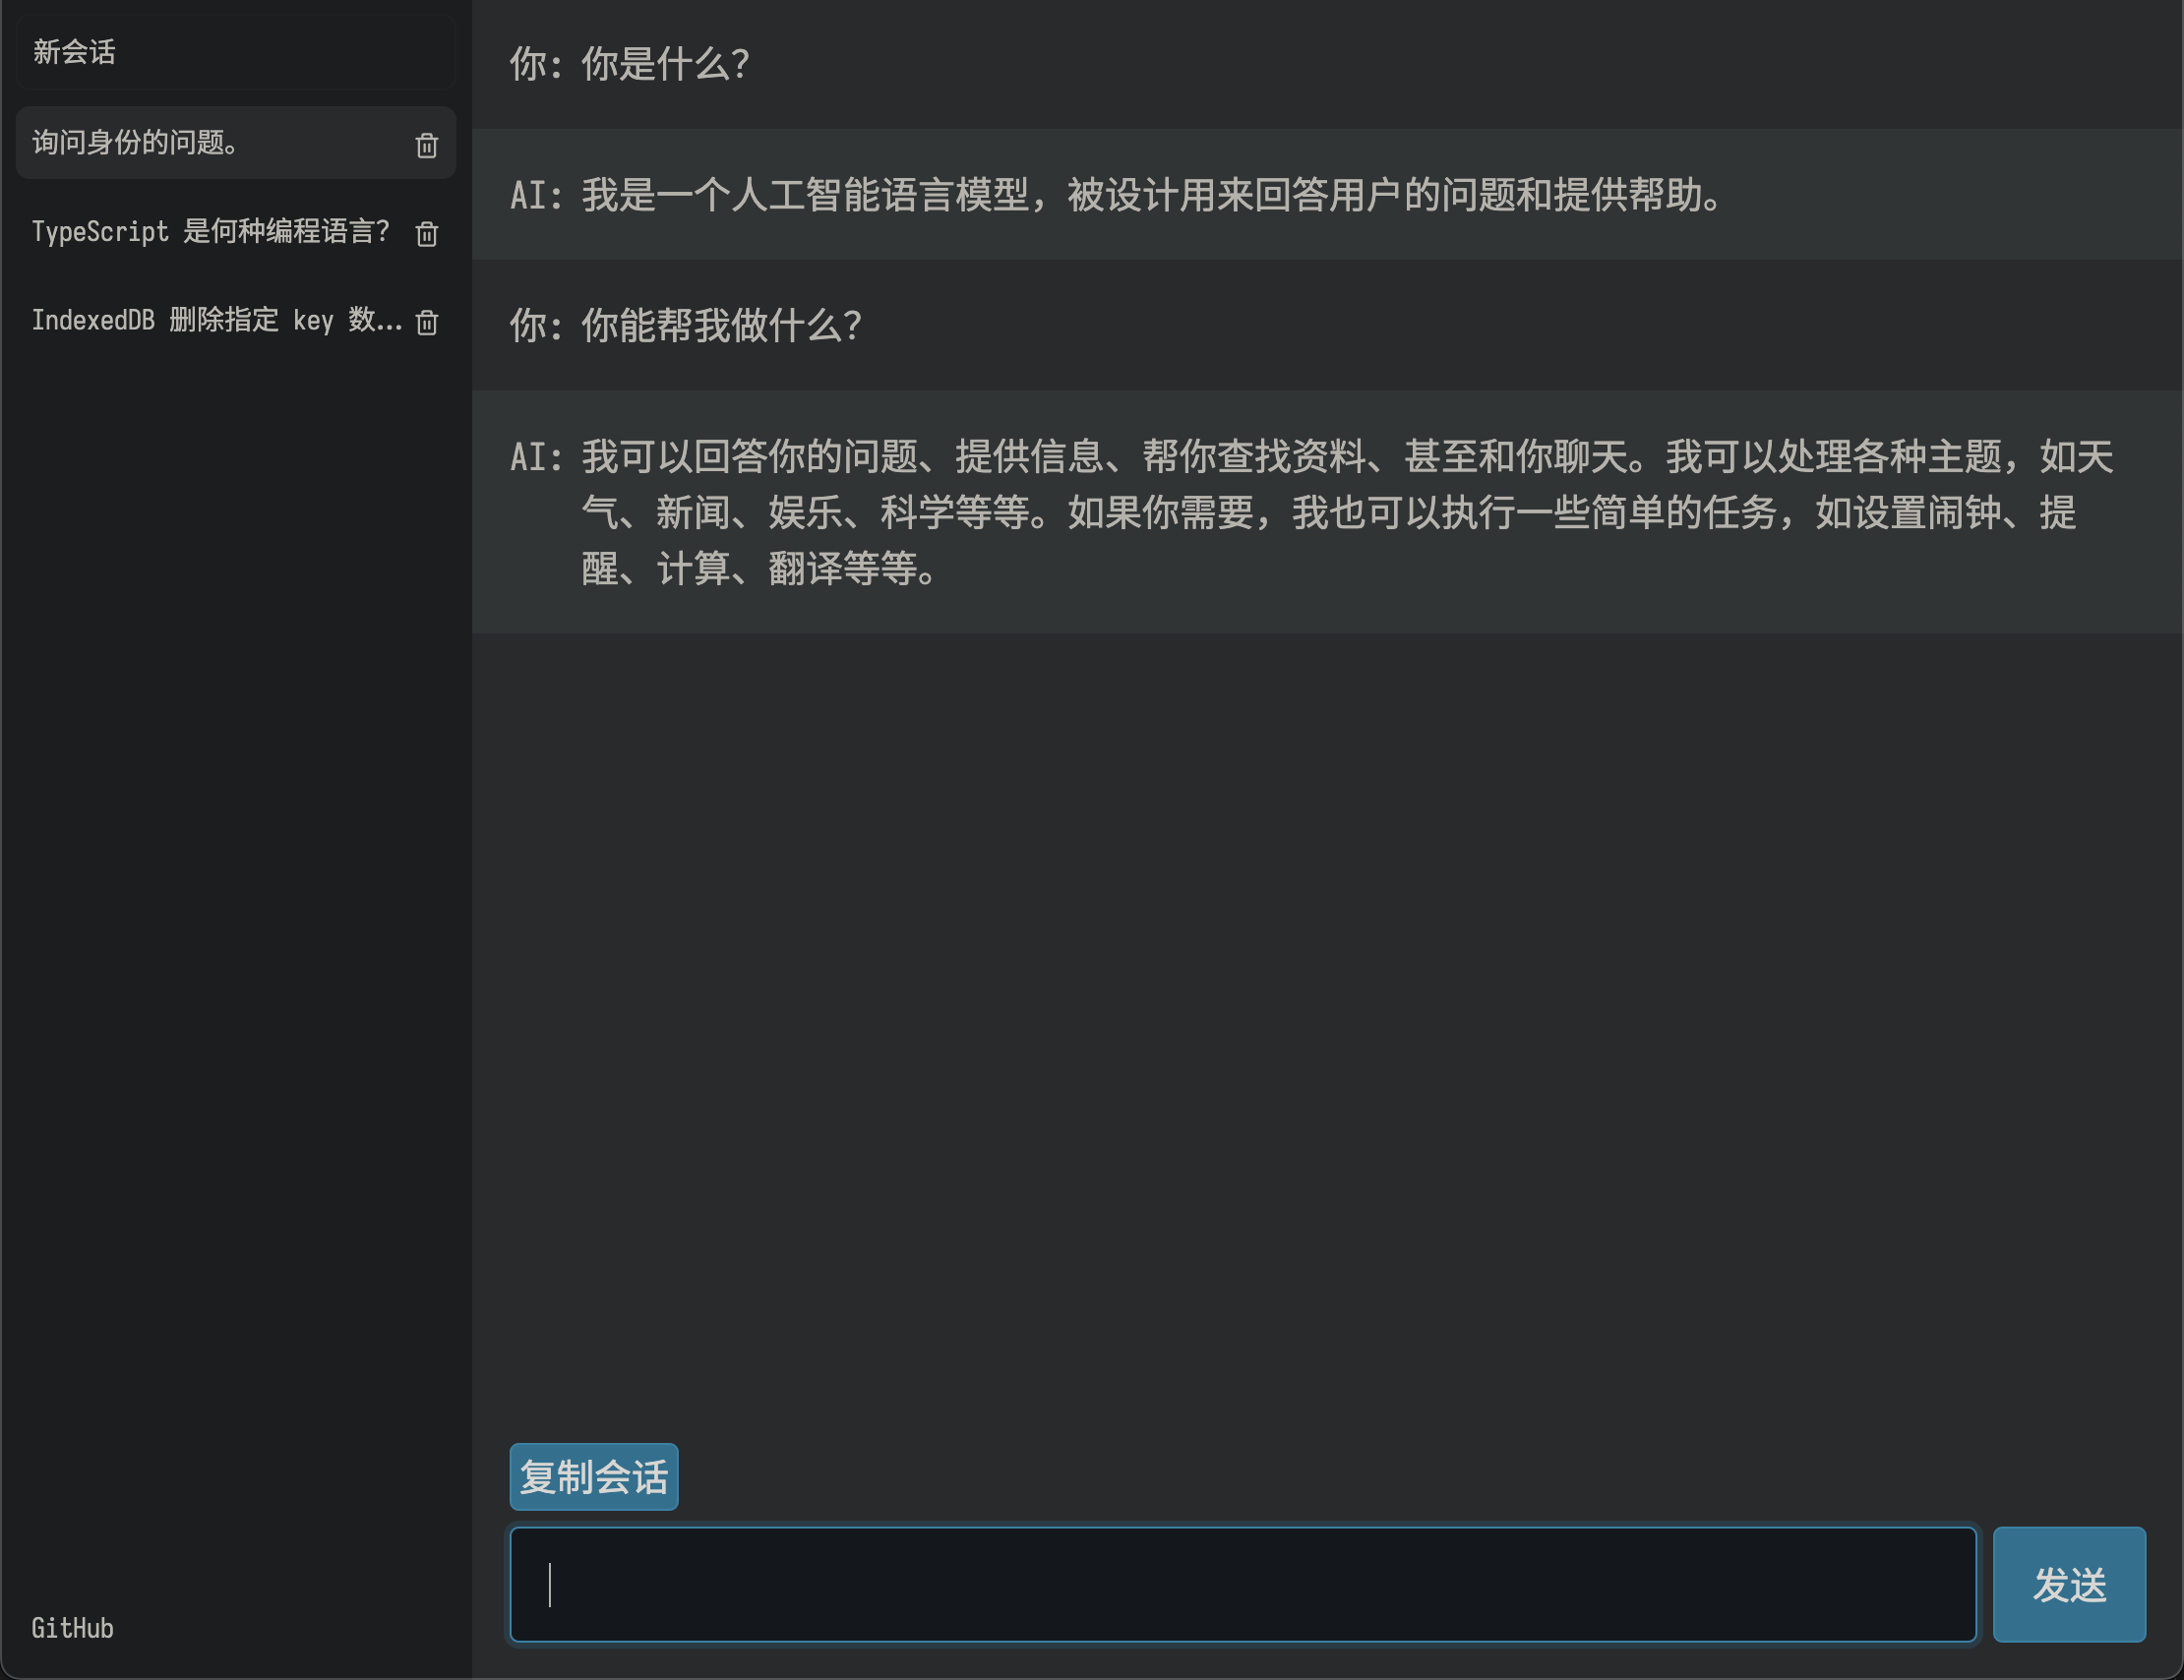 新会话
询问身份的问题。
TypeScript 是何种编程语言？
IndexedDB 删除指定 key 数...
GitHub
你: 你是什么？
AI: 我是一个人工智能语言模型，被设计用来回答用户的问题和提供帮助。
你: 你能帮我做什么？
AI: 我可以回答你的问题、提供信息、帮你查找资料、甚至和你聊天。我可以处理各种主题，如天
气、新闻、娱乐、科学等等。如果你需要，我也可以执行一些简单的任务，如设置闹钟、提
醒、计算、翻译等等。
复制会话
发送